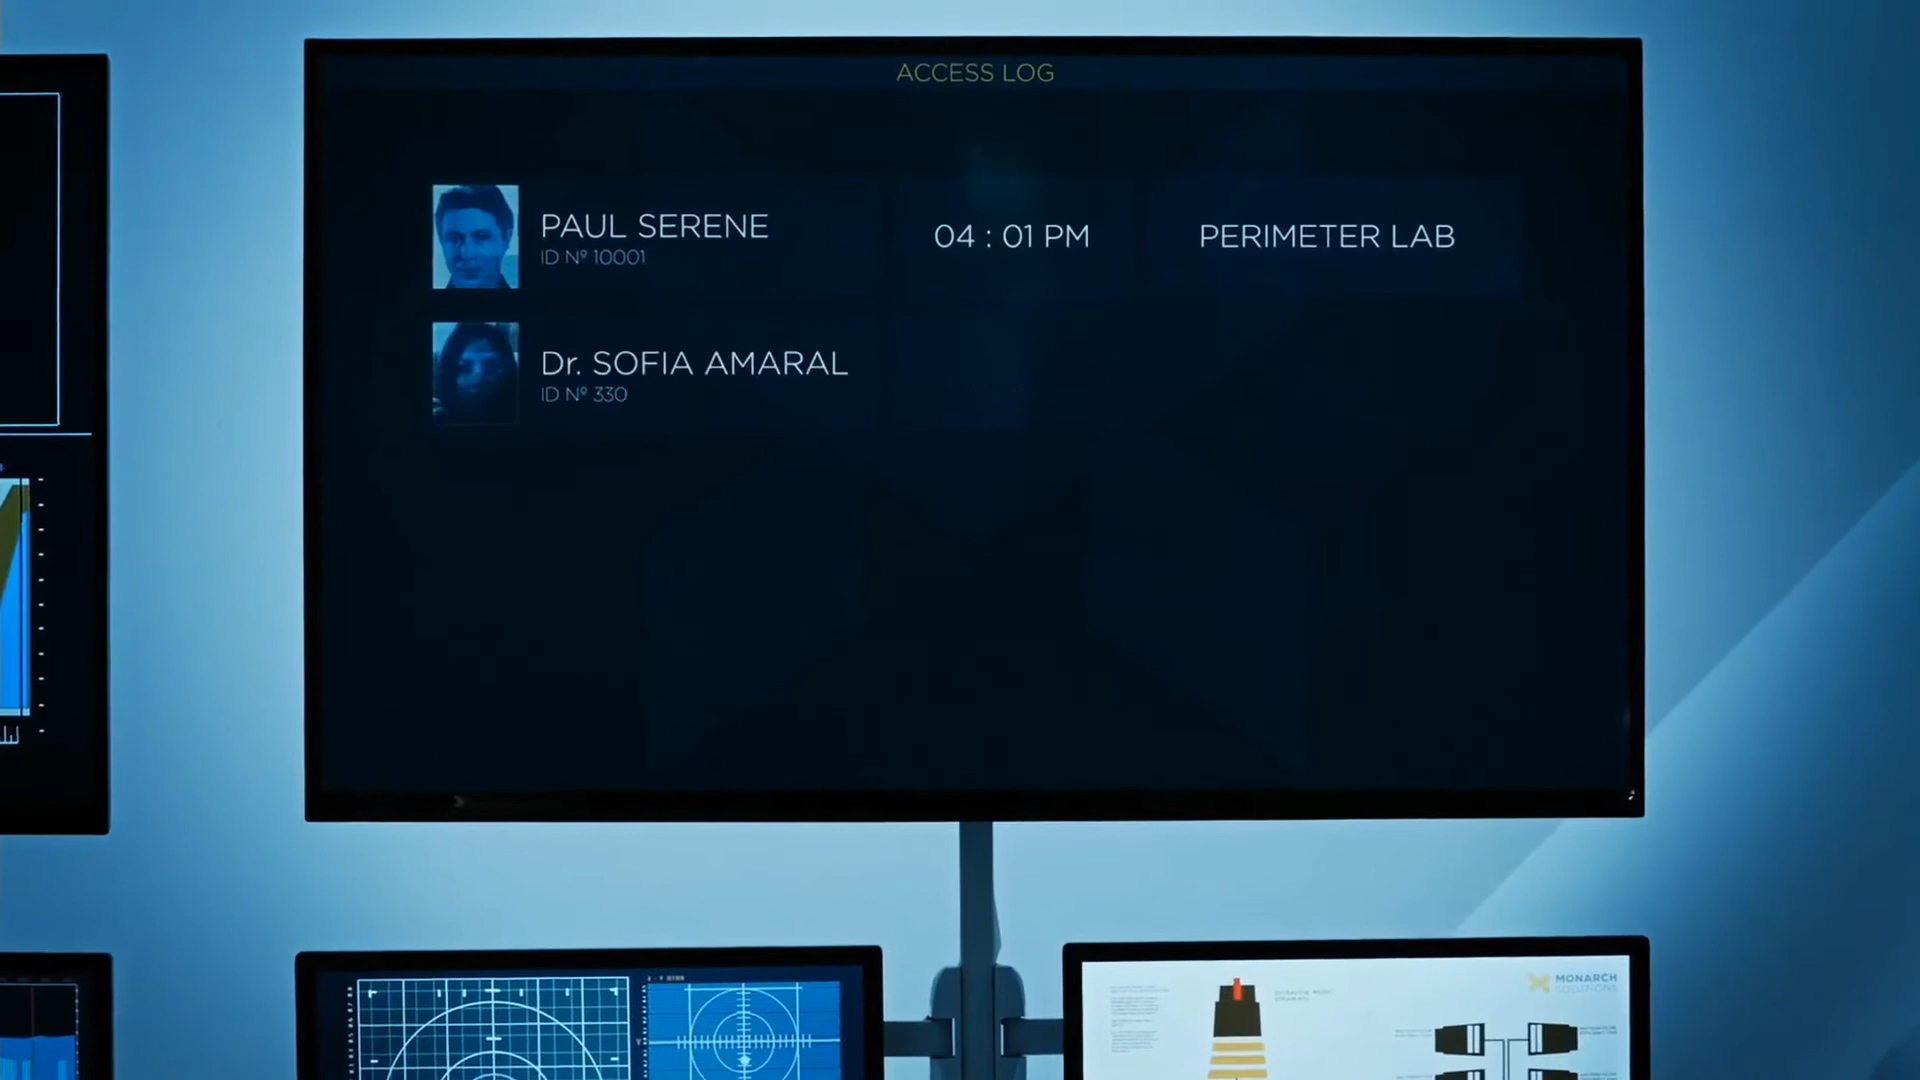 ACCESS LOG
PAUL SERENE
ID Nº 10001
04 : 01 PM
PERIMETER LAB
Dr. SOFIA AMARAL
ID Nº 330
MONARCH
SOLUTIONS